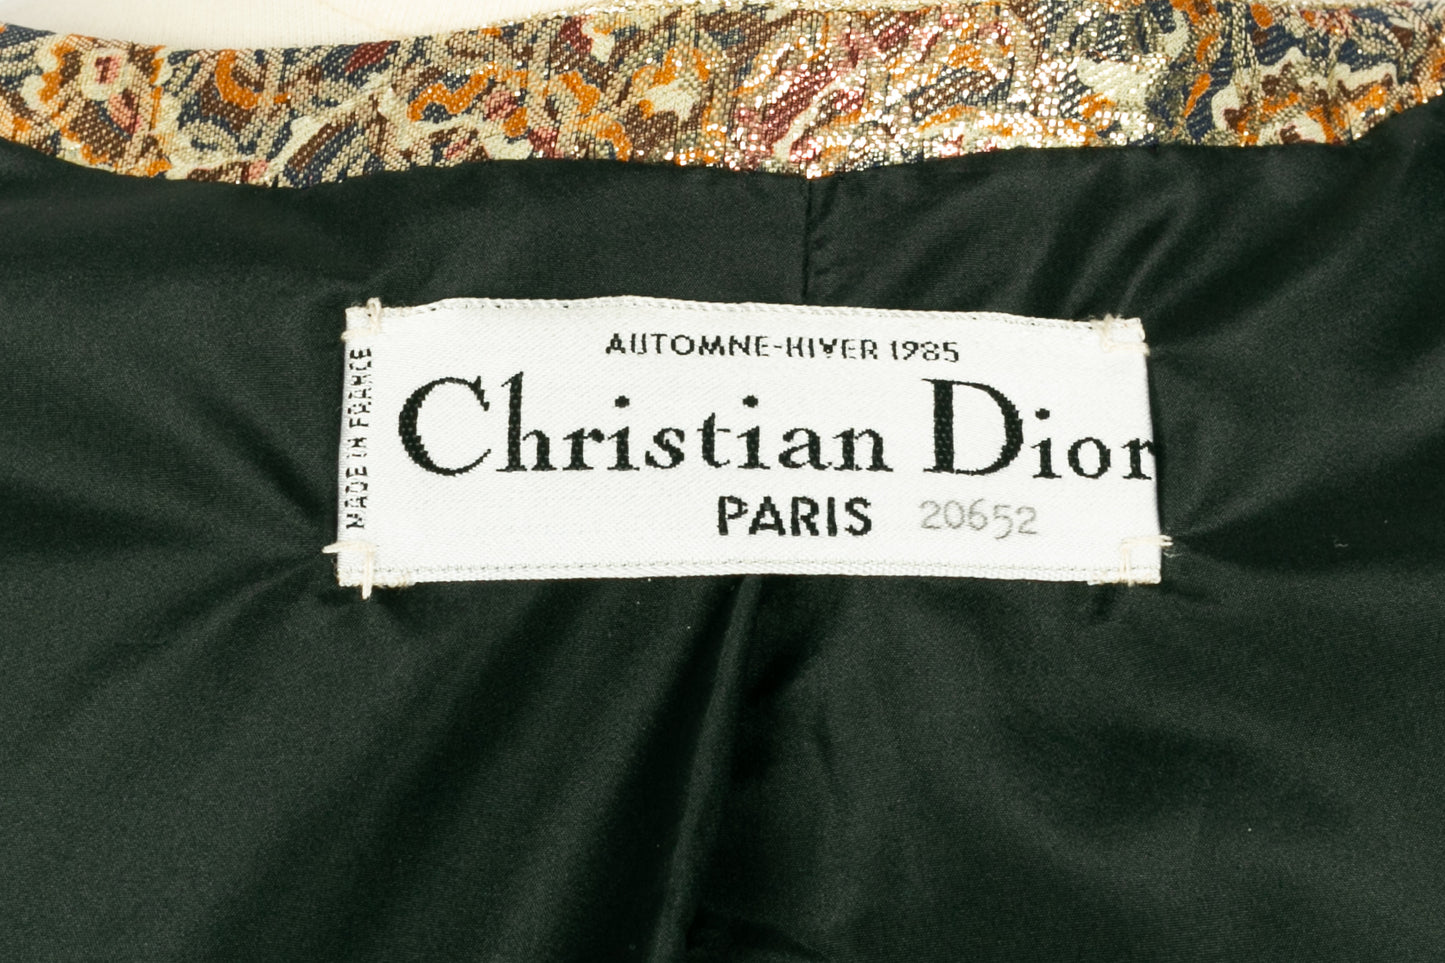 AUTOMNE-HIVER 1985
Christian Dior
PARIS 20652
MADE IN FRANCE